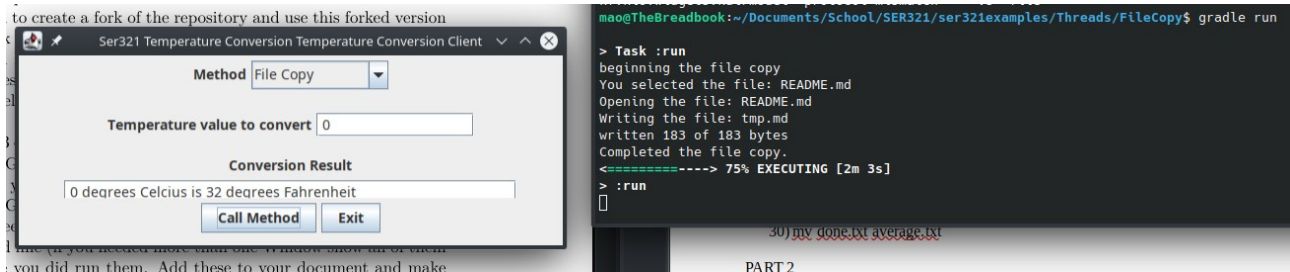 to create a fork of the repository and use this forked version
Ser321 Temperature Conversion Temperature Conversion Client
Method File Copy
Temperature value to convert 0
Conversion Result
0 degrees Celcius is 32 degrees Fahrenheit
Call Method Exit
you did run them. Add these to your document and make
mao@TheBreadbook:~/Documents/School/SER321/ser321examples/Threads/FileCopy$ gradle run
> Task :run
beginning the file copy
You selected the file: README.md
Opening the file: README.md
Writing the file: tmp.md
written 183 of 183 bytes
Completed the file copy.
<=========----> 75% EXECUTING [2m 3s]
> :run
30) mv done.txt average.txt
PART 2